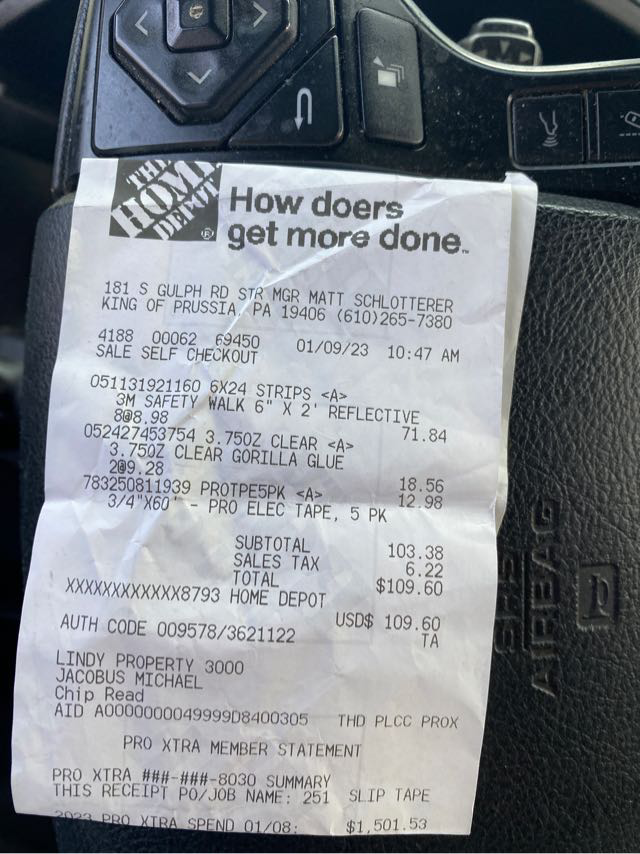 THE
HOME
DEPOT
How doers
get more done.
181 S GULPH RD STR MGR MATT SCHLOTTERER
KING OF PRUSSIA, PA 19406 (610)265-7380
4188 00062 69450 01/09/23 10:47 AM
SALE SELF CHECKOUT
051131921160 6X24 STRIPS <A>
3M SAFETY WALK 6" X 2' REFLECTIVE
8@8.98 71.84
052427453754 3.75OZ CLEAR <A>
3.75OZ CLEAR GORILLA GLUE
2@9.28 18.56
783250811939 PROTPE5PK <A> 12.98
3/4"X60' - PRO ELEC TAPE, 5 PK
SUBTOTAL 103.38
SALES TAX 6.22
TOTAL $109.60
XXXXXXXXXXXX8793 HOME DEPOT
USD$ 109.60
AUTH CODE 009578/3621122 TA
LINDY PROPERTY 3000
JACOBUS MICHAEL
Chip Read
AID A0000000049999D8400305 THD PLCC PROX
PRO XTRA MEMBER STATEMENT
PRO XTRA ###-###-8030 SUMMARY
THIS RECEIPT PO/JOB NAME: 251 SLIP TAPE
2023 PRO XTRA SPEND 01/08: $1,501.53
SRS
AIRBAG